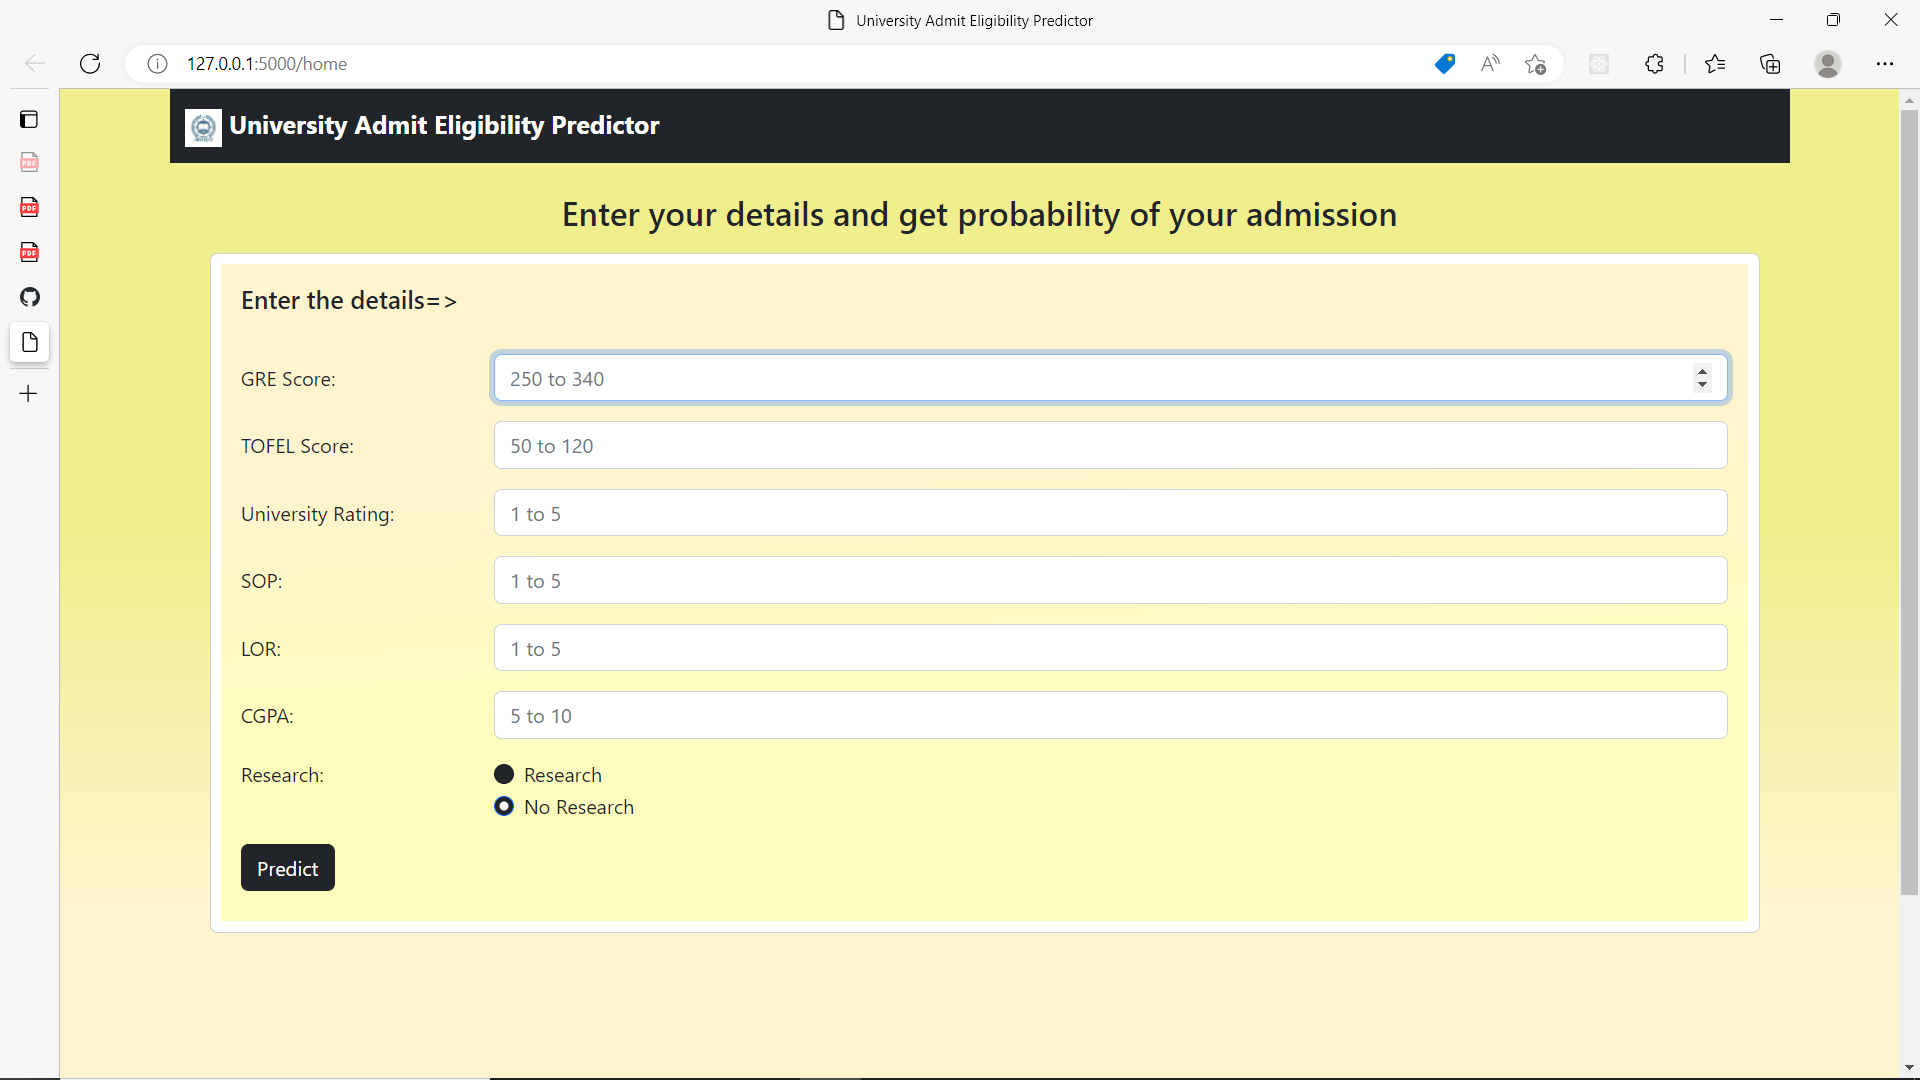 University Admit Eligibility Predictor
127.0.0.1:5000/home
University Admit Eligibility Predictor
Enter your details and get probability of your admission
Enter the details=>
GRE Score:
250 to 340
TOFEL Score:
50 to 120
University Rating:
1 to 5
SOP:
1 to 5
LOR:
1 to 5
CGPA:
5 to 10
Research:
Research
No Research
Predict
PDF
PDF
PDF